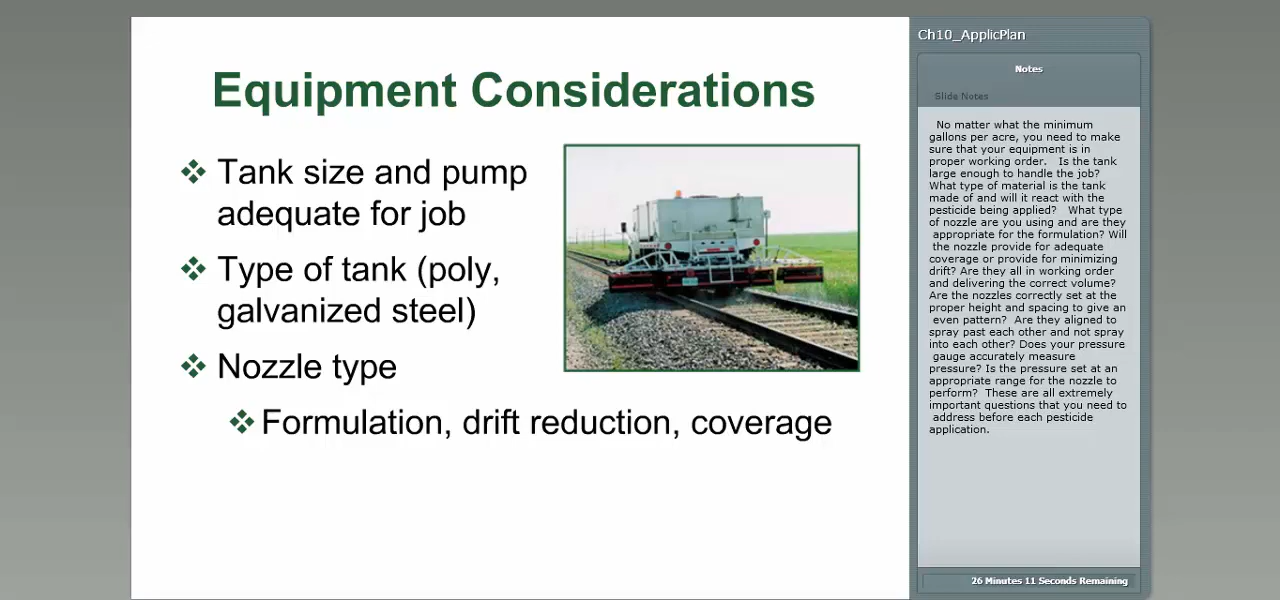 Equipment Considerations
Tank size and pump
adequate for job
Type of tank (poly,
galvanized steel)
Nozzle type
Formulation, drift reduction, coverage
Ch10_ApplicPlan
Notes
Slide Notes
No matter what the minimum
gallons per acre, you need to make
sure that your equipment is in
proper working order. Is the tank
large enough to handle the job?
What type of material is the tank
made of and will it react with the
pesticide being applied? What type
of nozzle are you using and are they
appropriate for the formulation? Will
the nozzle provide for adequate
coverage or provide for minimizing
drift? Are they all in working order
and delivering the correct volume?
Are the nozzles correctly set at the
proper height and spacing to give an
even pattern? Are they aligned to
spray past each other and not spray
into each other? Does your pressure
gauge accurately measure
pressure? Is the pressure set at an
appropriate range for the nozzle to
perform? These are all extremely
important questions that you need to
address before each pesticide
application.
26 Minutes 11 Seconds Remaining